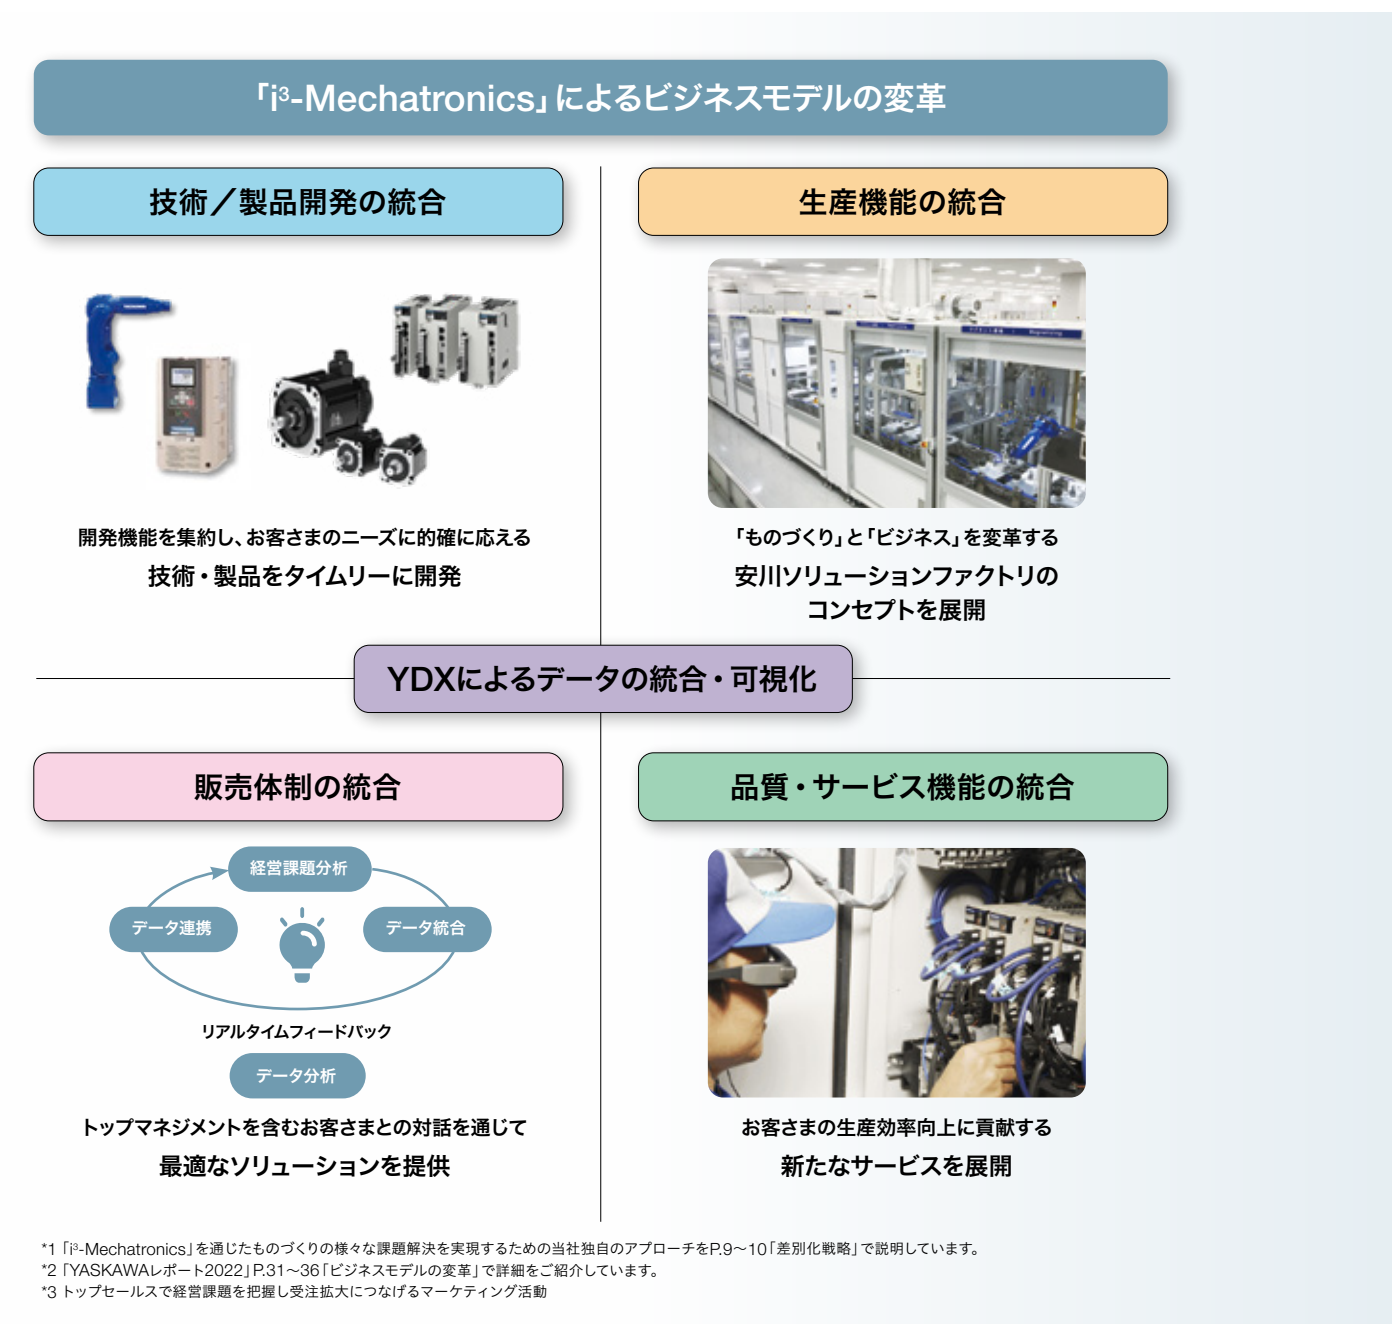 「i³-Mechatronics」によるビジネスモデルの変革
技術／製品開発の統合
開発機能を集約し、お客さまのニーズに的確に応える
技術・製品をタイムリーに開発
生産機能の統合
「ものづくり」と「ビジネス」を変革する
安川ソリューションファクトリの
コンセプトを展開
YDXによるデータの統合・可視化
販売体制の統合
経営課題分析
データ連携
データ統合
リアルタイムフィードバック
データ分析
トップマネジメントを含むお客さまとの対話を通じて
最適なソリューションを提供
品質・サービス機能の統合
お客さまの生産効率向上に貢献する
新たなサービスを展開
*1「i³-Mechatronics」を通じたものづくりの様々な課題解決を実現するための当社独自のアプローチをP.9～10「差別化戦略」で説明しています。
*2「YASKAWAレポート2022」P.31～36「ビジネスモデルの変革」で詳細をご紹介しています。
*3 トップセールスで経営課題を把握し受注拡大につなげるマーケティング活動